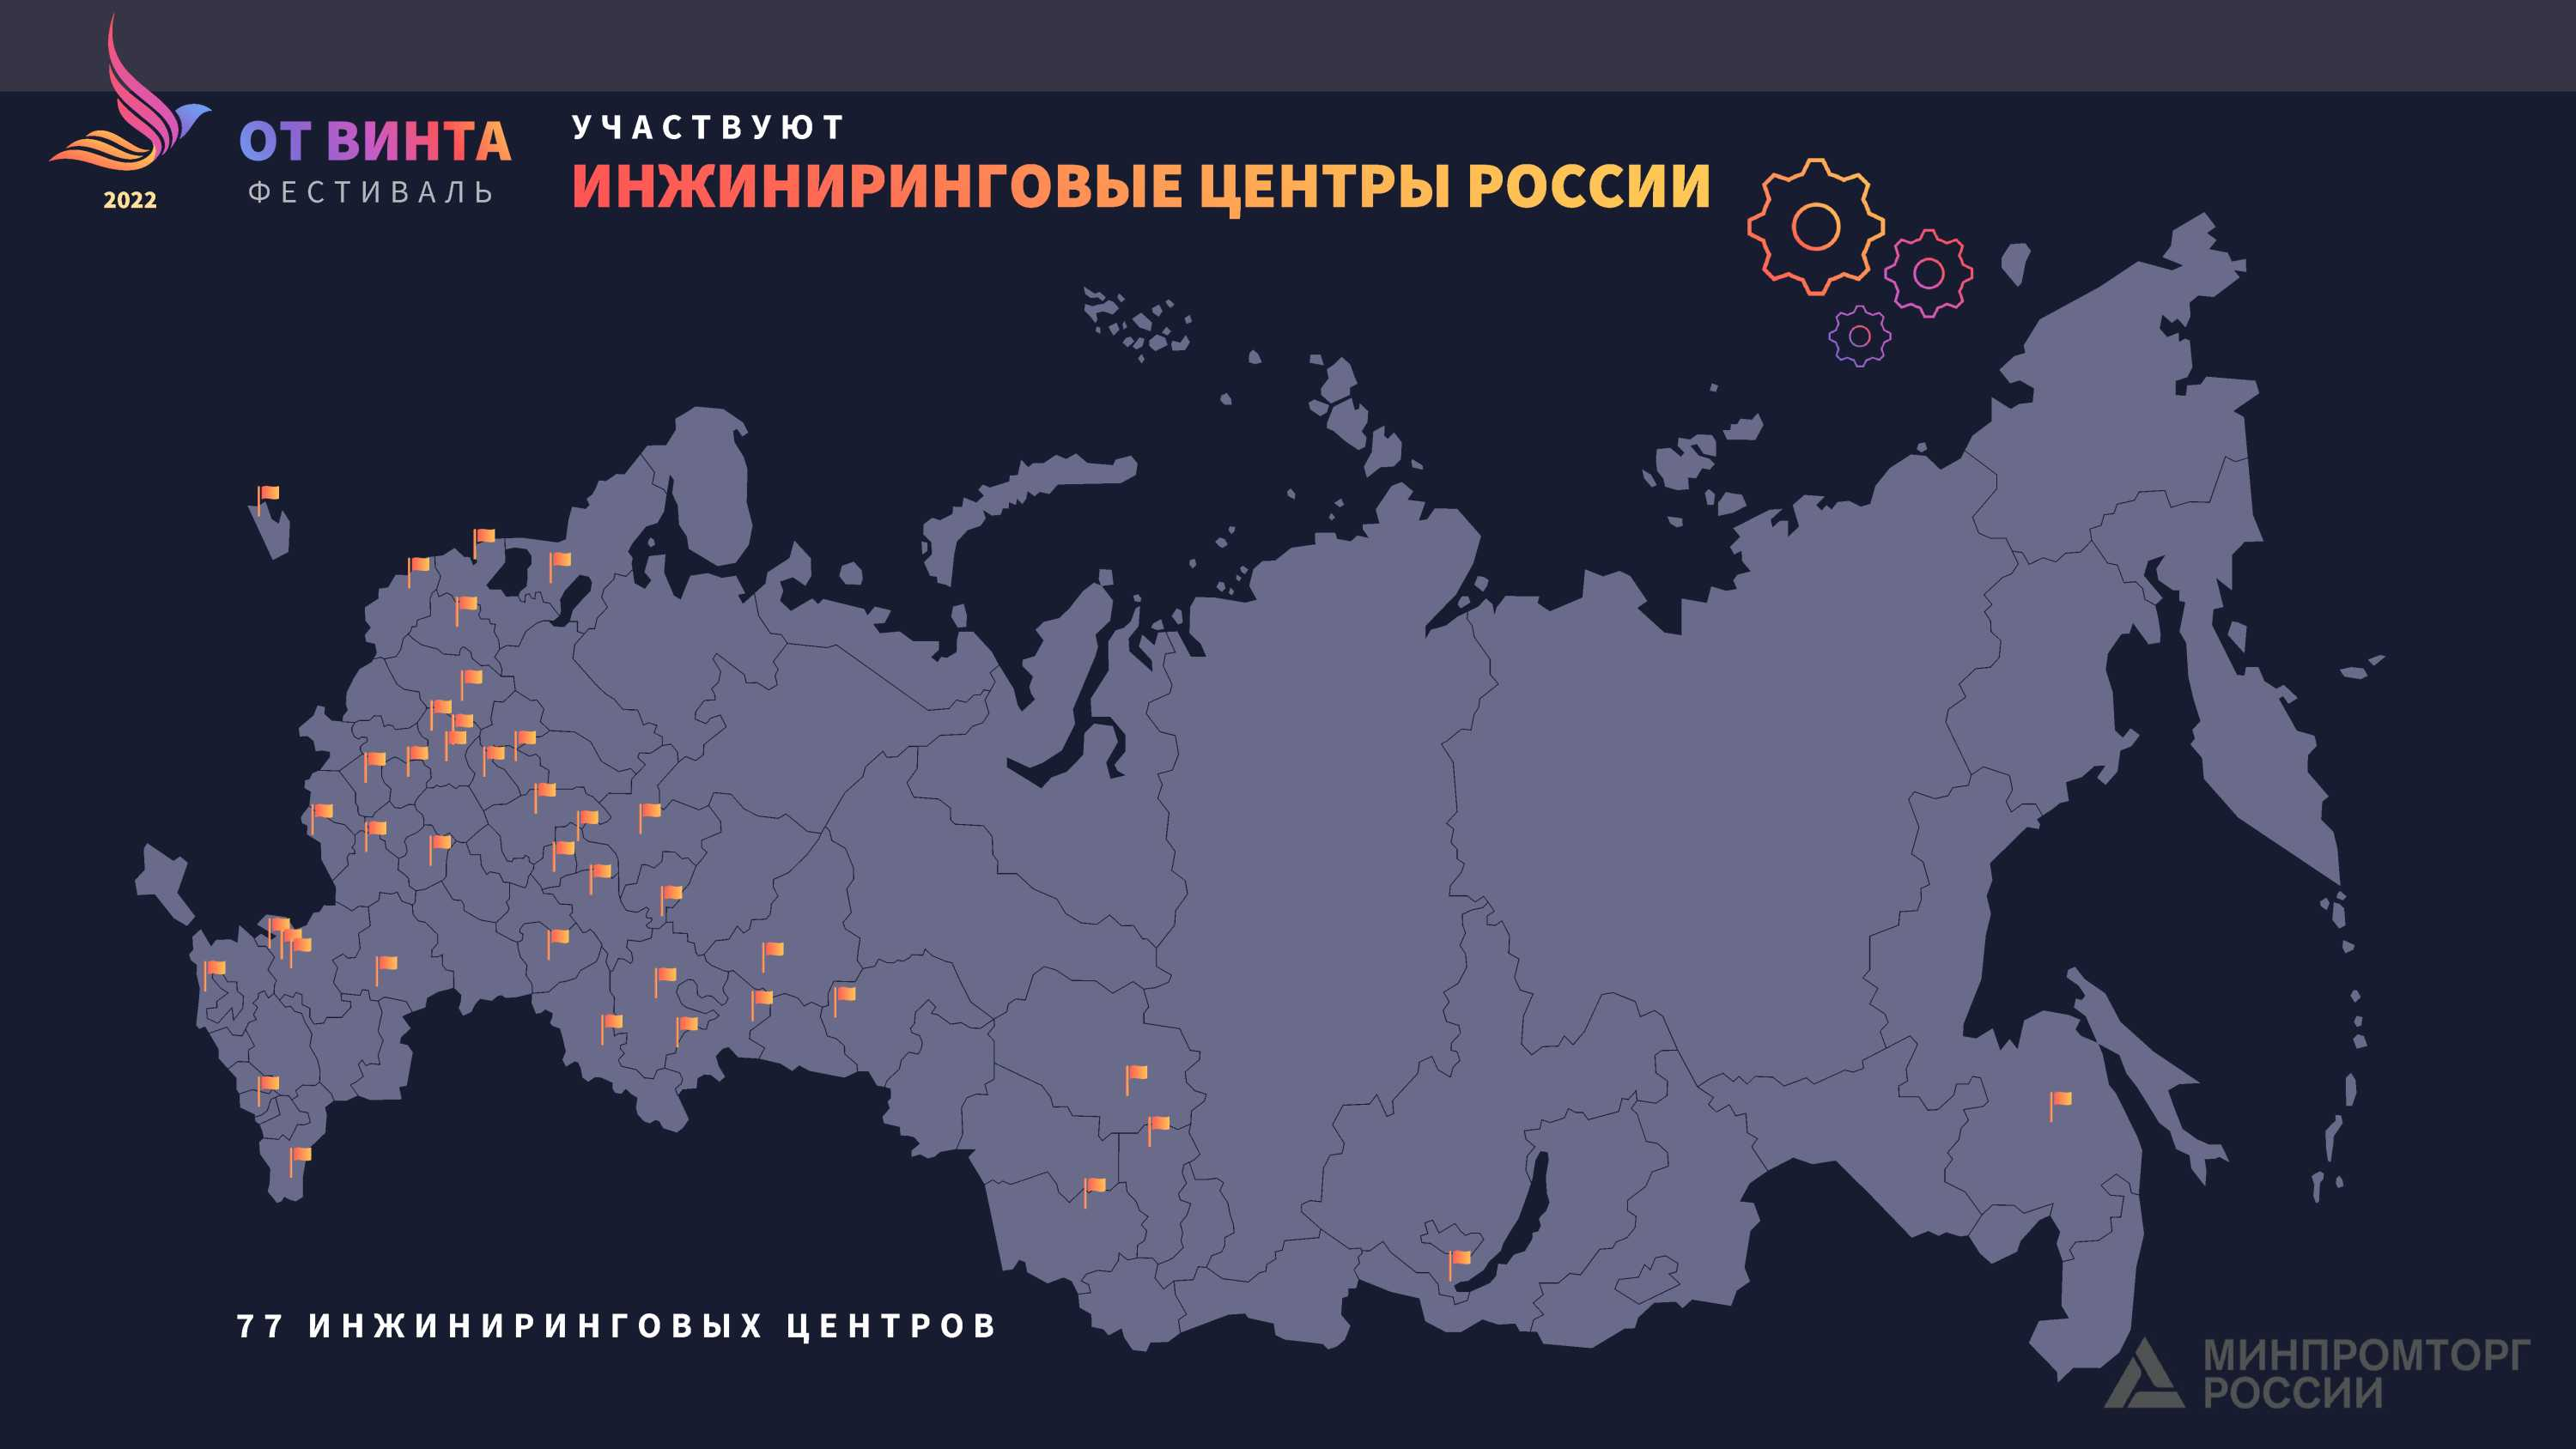 ОТ ВИНТА
ФЕСТИВАЛЬ
2022
УЧАСТВУЮТ
ИНЖИНИРИНГОВЫЕ ЦЕНТРЫ РОССИИ
77 ИНЖИНИРИНГОВЫХ ЦЕНТРОВ
МИНПРОМТОРГ
РОССИИ